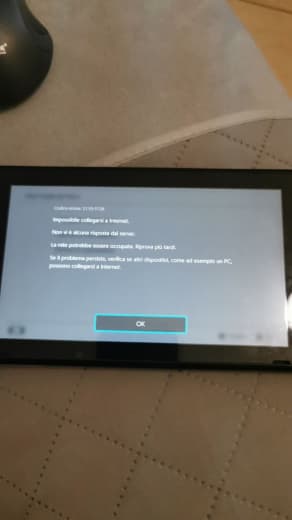 Impossibile collegarsi a Internet.
Non vi è alcuna risposta dal server.
La rete potrebbe essere occupata. Riprova più tardi.
Se il problema persiste, verifica se altri dispositivi, come ad esempio un PC,
possono collegarsi a Internet.
OK